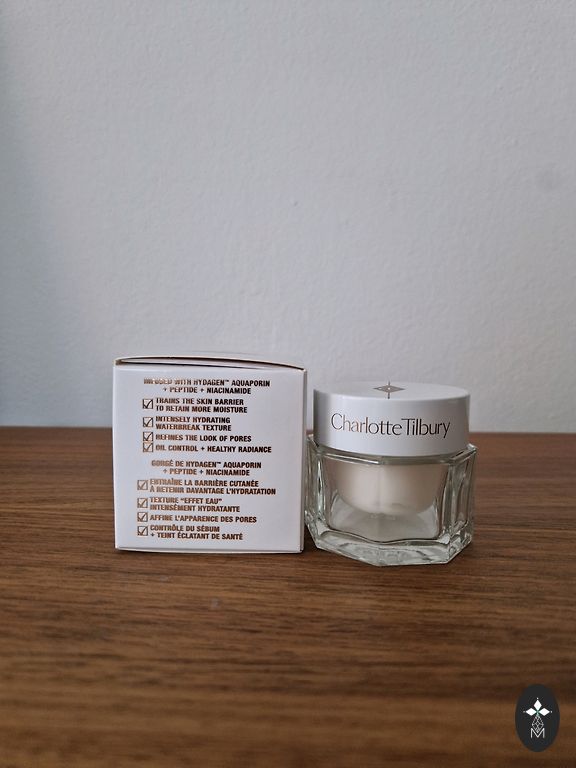 INFUSED WITH HYDAGEN™ AQUAPORIN
+ PEPTIDE + NIACINAMIDE
TRAINS THE SKIN BARRIER
TO RETAIN MORE MOISTURE
INTENSELY HYDRATING
WATERBREAK TEXTURE
REFINES THE LOOK OF PORES
OIL CONTROL + HEALTHY RADIANCE
GORGÉ DE HYDAGEN™ AQUAPORIN
+ PEPTIDE + NIACINAMIDE
ENTRAÎNE LA BARRIÈRE CUTANÉE
À RETENIR DAVANTAGE L'HYDRATATION
TEXTURE "EFFET EAU"
INTENSÉMENT HYDRATANTE
AFFINE L'APPARENCE DES PORES
CONTRÔLE DU SÉBUM
+ TEINT ÉCLATANT DE SANTÉ
Charlotte Tilbury
M